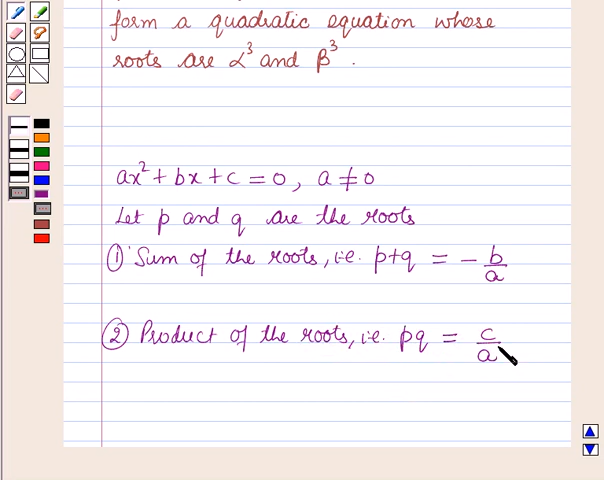 form a quadratic equation whose
roots are α³ and β³.
ax² + bx + c = 0, a ≠ 0
Let p and q are the roots
① Sum of the roots, i.e. p+q = - b/a
② Product of the roots, i.e. pq = c/a